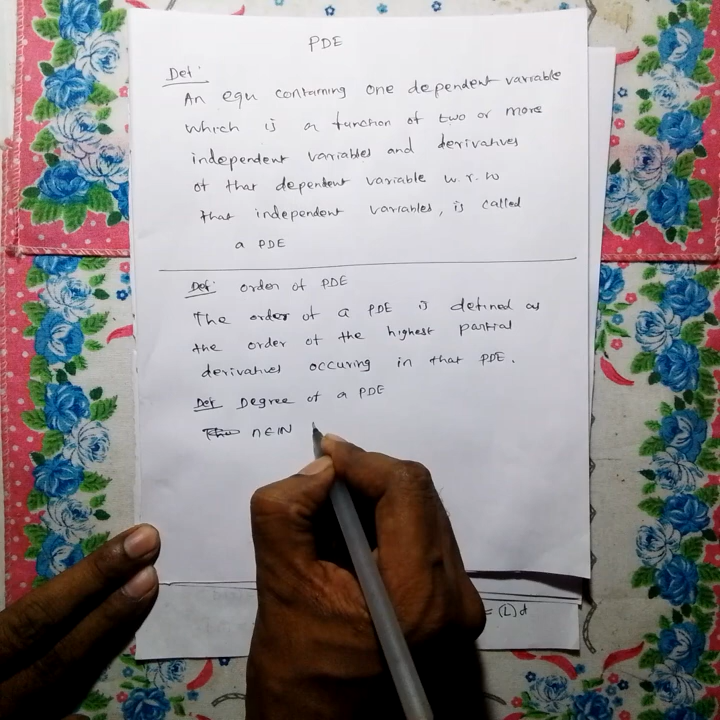 PDE
Def:
An equ containing one dependent variable
which is a function of two or more
independent variables and derivatives
of that dependent variable w.r.to
that independent variables, is called
a PDE
Def: order of PDE
The order of a PDE is defined as
the order of the highest partial
derivatives occuring in that PDE.
Def Degree of a PDE
n∈IN
= (L)d